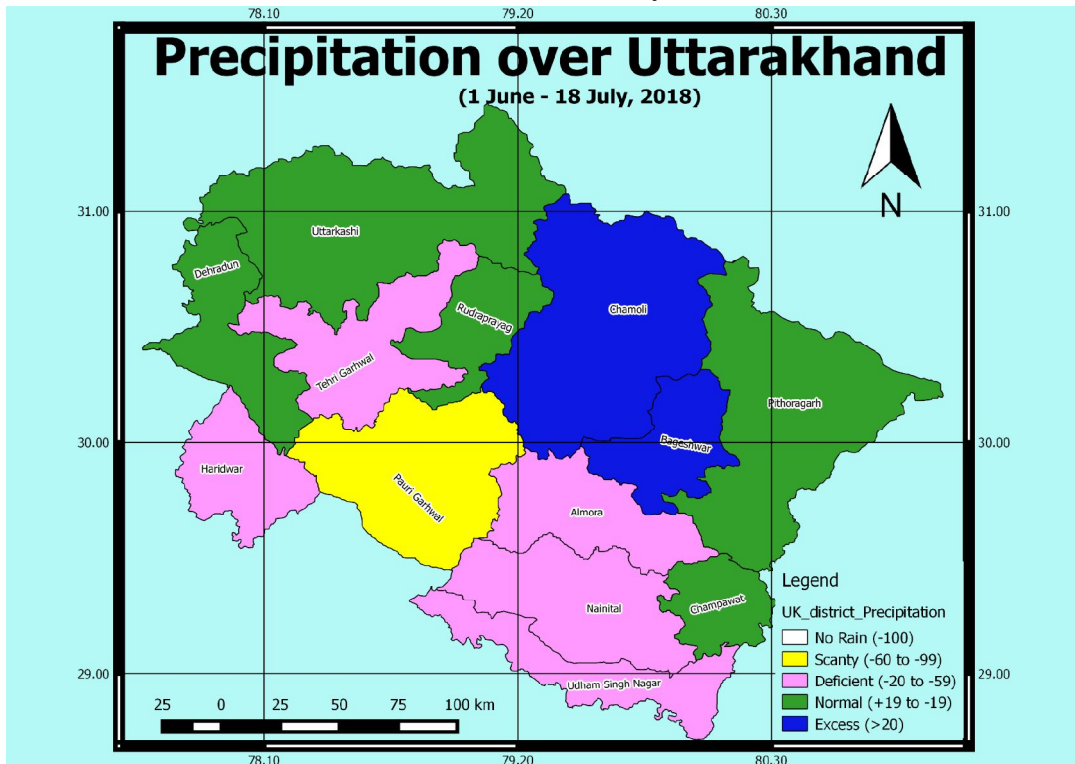 78.10 79.20 80.30
Precipitation over Uttarakhand
(1 June - 18 July, 2018)
N
31.00 31.00
Uttarkashi
Dehradun
Chamoli
Rudraprayag
Tehri Garhwal
Pithoragarh
30.00 30.00
Bageshwar
Haridwar
Pauri Garhwal
Almora
Legend
Nainital
Champawat
UK_district_Precipitation
No Rain (-100)
Scanty (-60 to -99)
29.00 29.00
Udham Singh Nagar
Deficient (-20 to -59)
Normal (+19 to -19)
Excess (>20)
25 0 25 50 75 100 km
78.10 79.20 80.30